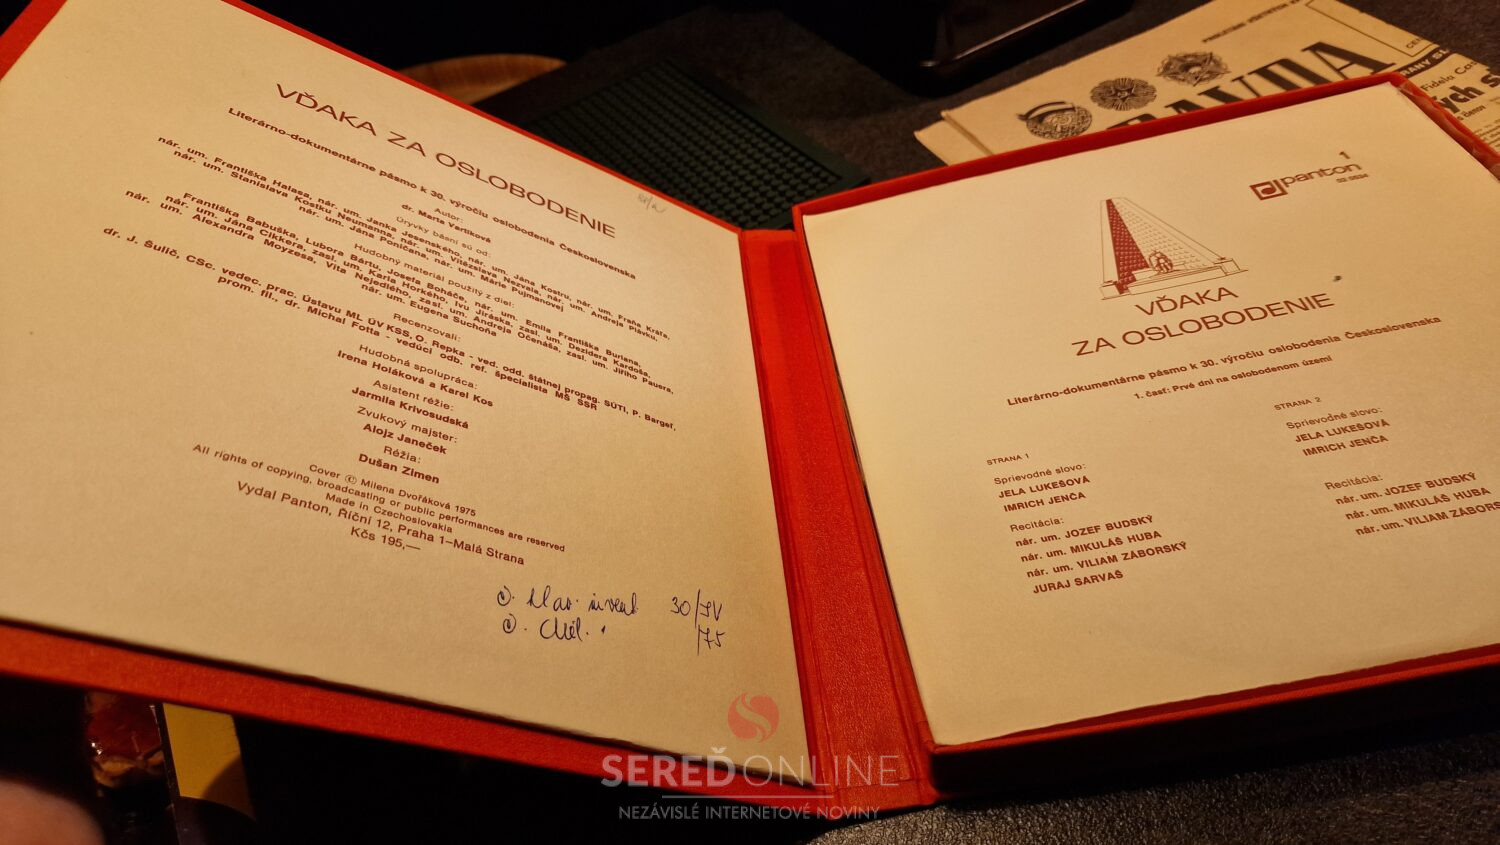 VĎAKA ZA OSLOBODENIE
Literárno-dokumentárne pásmo k 30. výročiu oslobodenia Československa
Autor:
dr. Marta Vartíková
Úryvky básní sú od:
nár. um. Františka Halasa, nár. um. Janka Jesenského, nár. um. Jána Kostru, nár. um. Fraňa Kráľa,
nár. um. Stanislava Kostku Neumanna, nár. um. Vítězslava Nezvala, nár. um. Andreja Plávku,
nár. um. Jána Poničana, nár. um. Márie Pujmanovej
Hudobný materiál použitý z diel:
Františka Babuška, Lubora Bártu, Josefa Boháče, nár. um. Emila Františka Buriana,
nár. um. Jána Cikkera, zasl. um. Karla Horkého, Ivu Jiráska, zasl. um. Dezidera Kardoša,
nár. um. Alexandra Moyzesa, Víta Nejedlého, zasl. um. Andreja Očenáša, zasl. um. Jiřího Pauera,
nár. um. Eugena Suchoňa
Recenzovali:
dr. J. Šulič, CSc. vedec. prac. Ústavu ML ÚV KSS, O. Repka - ved. odd. štátnej propag. SÚTI, P. Bargeľ,
prom. fil., dr. Michal Fotta - vedúci odb. ref. špecialista MŠ SSR
Hudobná spolupráca:
Irena Holáková a Karel Kos
Asistent réžie:
Jarmila Krivosudská
Zvukový majster:
Alojz Janeček
Réžia:
Dušan Zimen
Cover © Milena Dvořáková 1975
All rights of copying, broadcasting or public performances are reserved
Made in Czechoslovakia
Vydal Panton, Říční 12, Praha 1–Malá Strana
Kčs 195,—
30/IV
/75
panton
1
VĎAKA
ZA OSLOBODENIE
Literárno-dokumentárne pásmo k 30. výročiu oslobodenia Československa
1. časť: Prvé dni na oslobodenom území
STRANA 1
Sprievodné slovo:
JELA LUKEŠOVÁ
IMRICH JENČA
Recitácia:
nár. um. JOZEF BUDSKÝ
nár. um. MIKULÁŠ HUBA
nár. um. VILIAM ZÁBORSKÝ
JURAJ SARVAŠ
STRANA 2
Sprievodné slovo:
JELA LUKEŠOVÁ
IMRICH JENČA
Recitácia:
nár. um. JOZEF BUDSKÝ
nár. um. MIKULÁŠ HUBA
nár. um. VILIAM ZÁBORS
SEREĎ ONLINE
NEZÁVISLÉ INTERNETOVÉ NOVINY